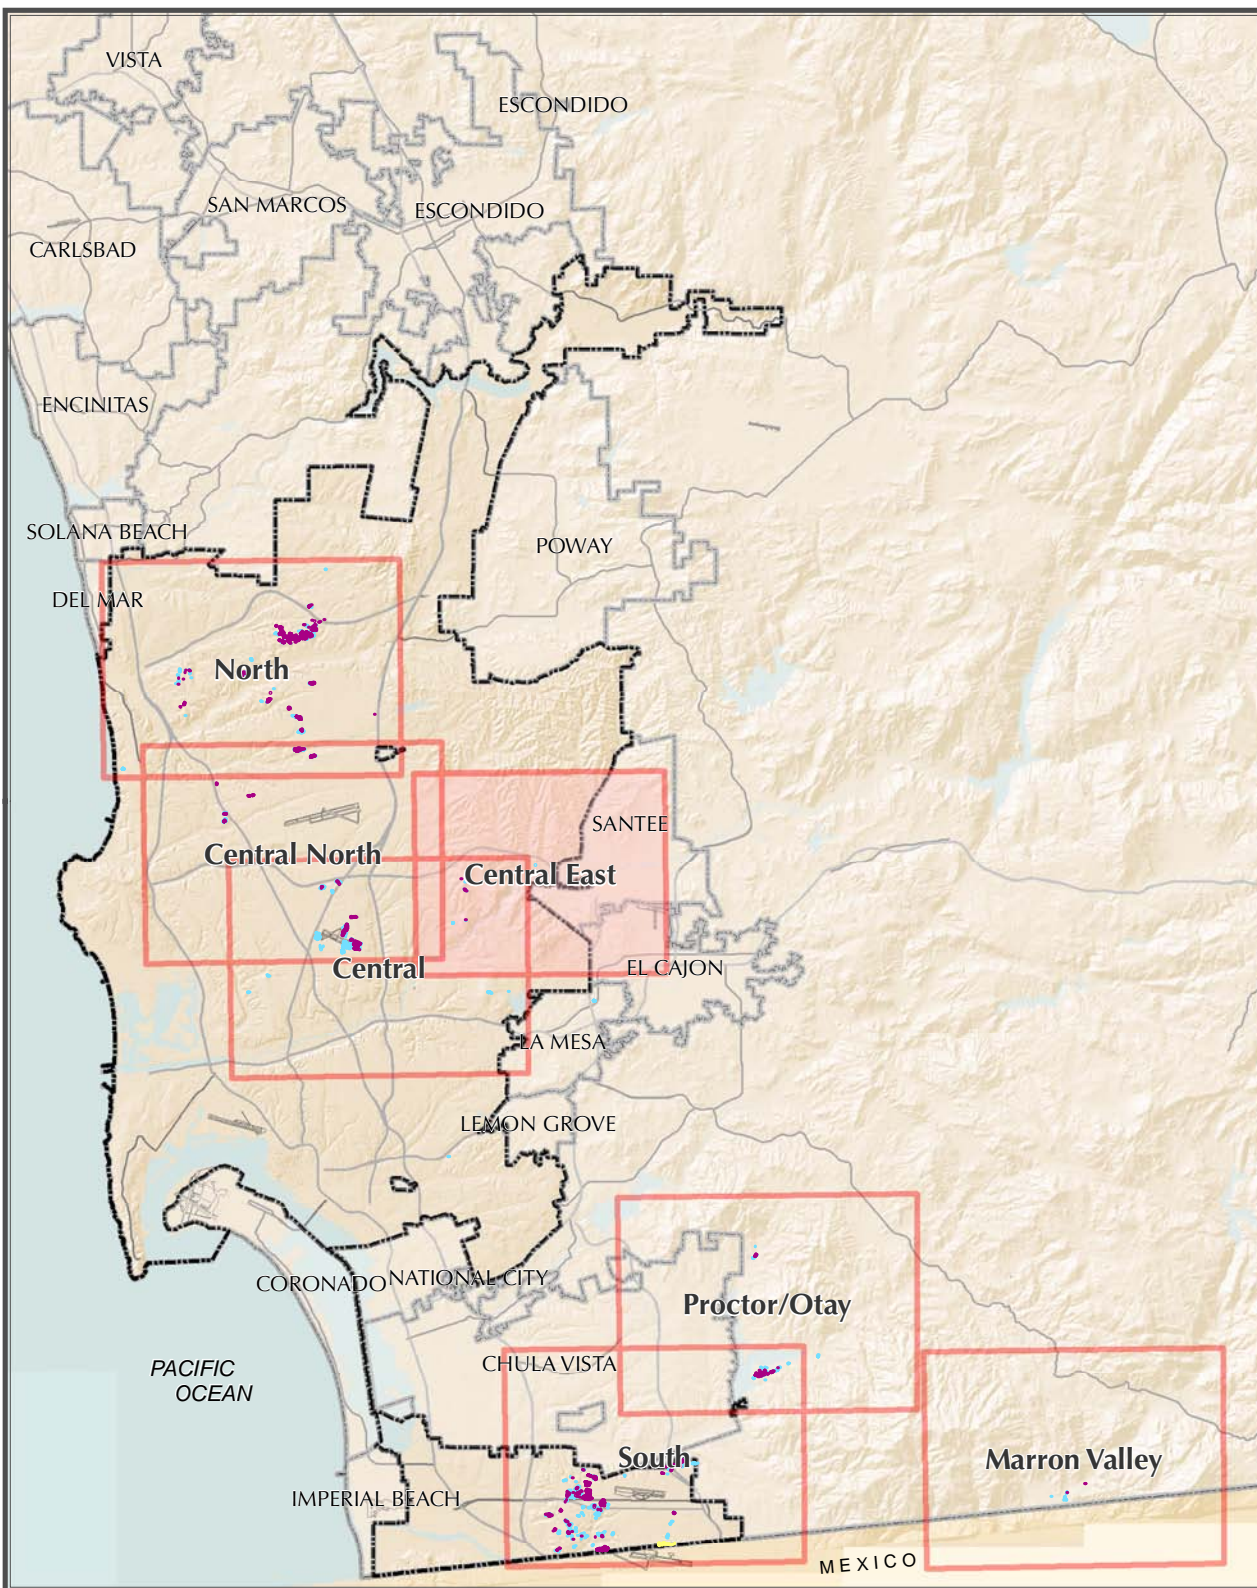 VISTA
ESCONDIDO
SAN MARCOS
ESCONDIDO
CARLSBAD
ENCINITAS
SOLANA BEACH
POWAY
DEL MAR
North
SANTEE
Central North
Central East
Central
EL CAJON
LA MESA
LEMON GROVE
CORONADO
NATIONAL CITY
Proctor/Otay
CHULA VISTA
PACIFIC
OCEAN
South
Marron Valley
IMPERIAL BEACH
MEXICO